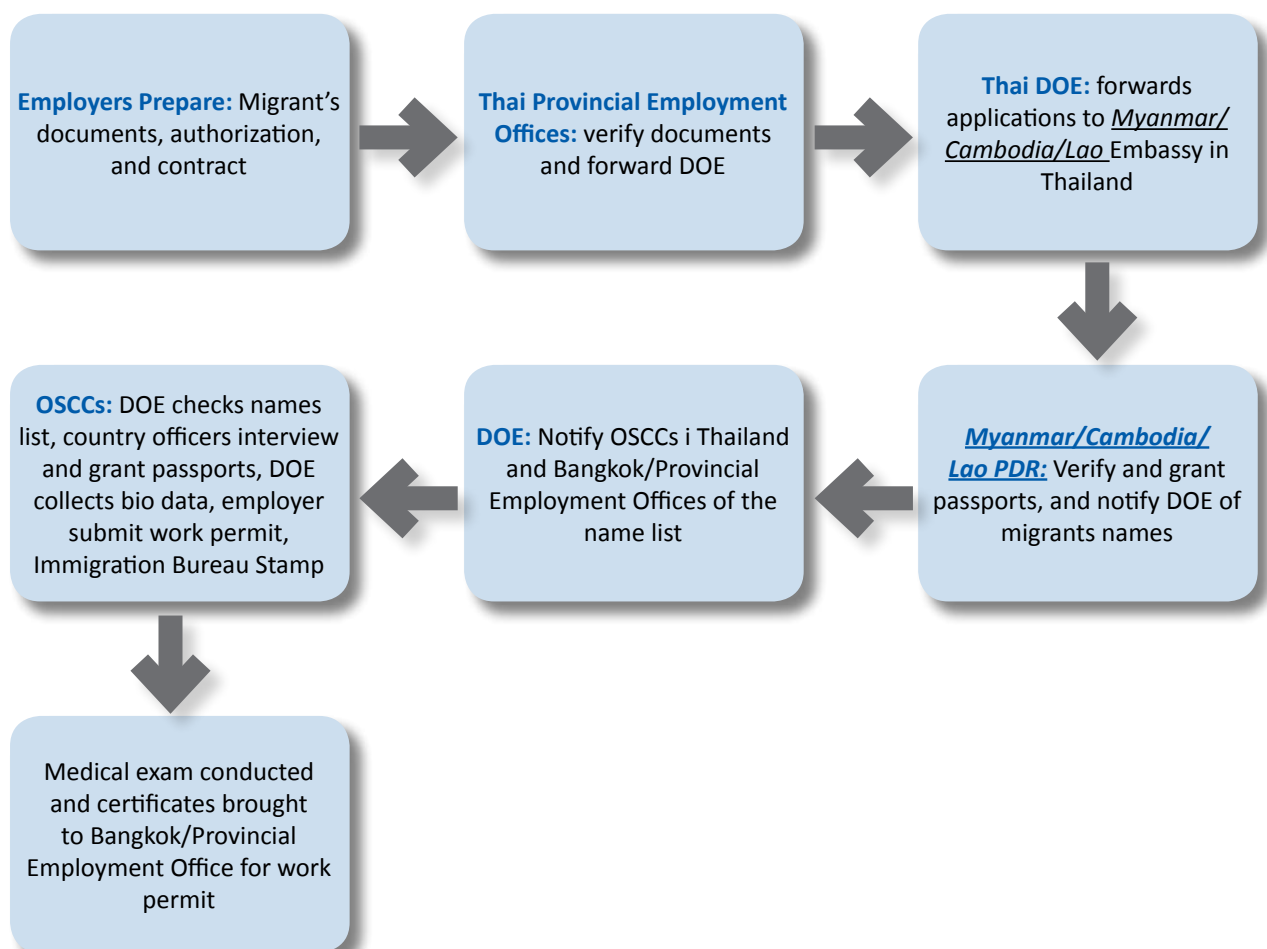 Employers Prepare: Migrant's
documents, authorization,
and contract
Thai Provincial Employment
Offices: verify documents
and forward DOE
Thai DOE: forwards
applications to Myanmar/
Cambodia/Lao Embassy in
Thailand
Myanmar/Cambodia/
Lao PDR: Verify and grant
passports, and notify DOE of
migrants names
DOE: Notify OSCCs i Thailand
and Bangkok/Provincial
Employment Offices of the
name list
OSCCs: DOE checks names
list, country officers interview
and grant passports, DOE
collects bio data, employer
submit work permit,
Immigration Bureau Stamp
Medical exam conducted
and certificates brought
to Bangkok/Provincial
Employment Office for work
permit